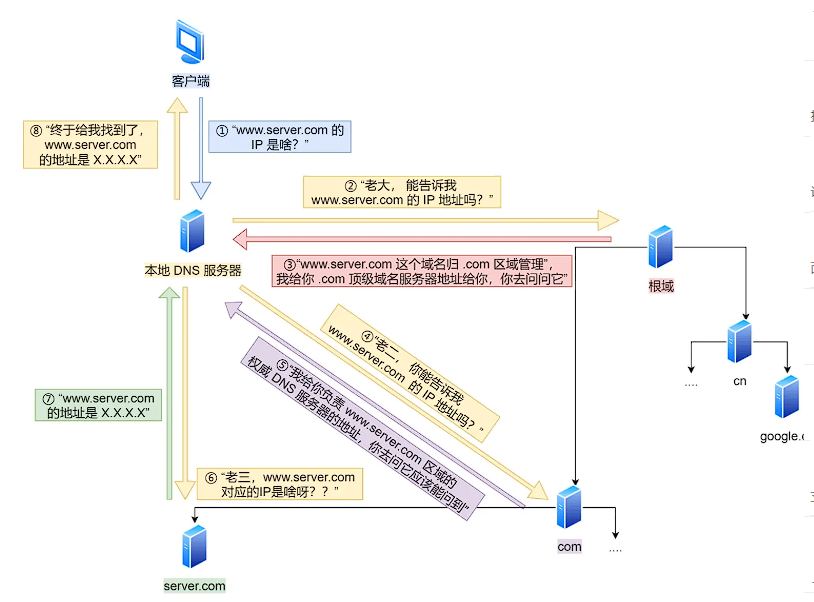 客户端
① “www.server.com 的
IP 是啥？”
⑧ “终于给我找到了，
www.server.com
的地址是 X.X.X.X”
② “老大， 能告诉我
www.server.com 的 IP 地址吗？”
本地 DNS 服务器
③“www.server.com 这个域名归 .com 区域管理”，
我给你 .com 顶级域名服务器地址给你，你去问问它”
根域
④“老二， 你能告诉我
www.server.com 的 IP 地址吗？”
⑤“我给你负责 www.server.com 区域的
权威 DNS 服务器的地址，你去问它应该能问到”
....
cn
google.c
⑦ “www.server.com
的地址是 X.X.X.X”
⑥ “老三，www.server.com
对应的IP是啥呀？？”
com
....
server.com